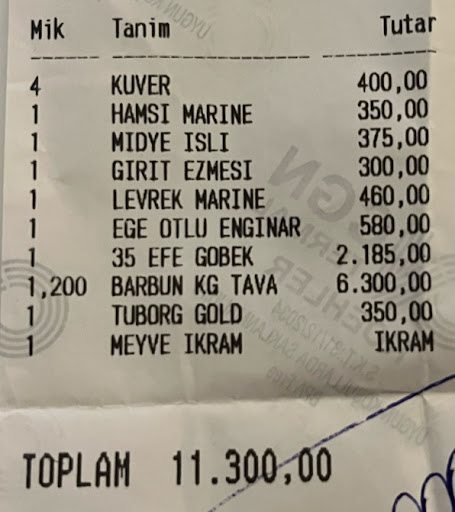 Mik Tanim Tutar
4 KUVER 400,00
1 HAMSI MARINE 350,00
1 MIDYE ISLI 375,00
1 GIRIT EZMESI 300,00
1 LEVREK MARINE 460,00
1 EGE OTLU ENGINAR 580,00
1 35 EFE GOBEK 2.185,00
1,200 BARBUN KG TAVA 6.300,00
1 TUBORG GOLD 350,00
1 MEYVE IKRAM IKRAM
TOPLAM 11.300,00